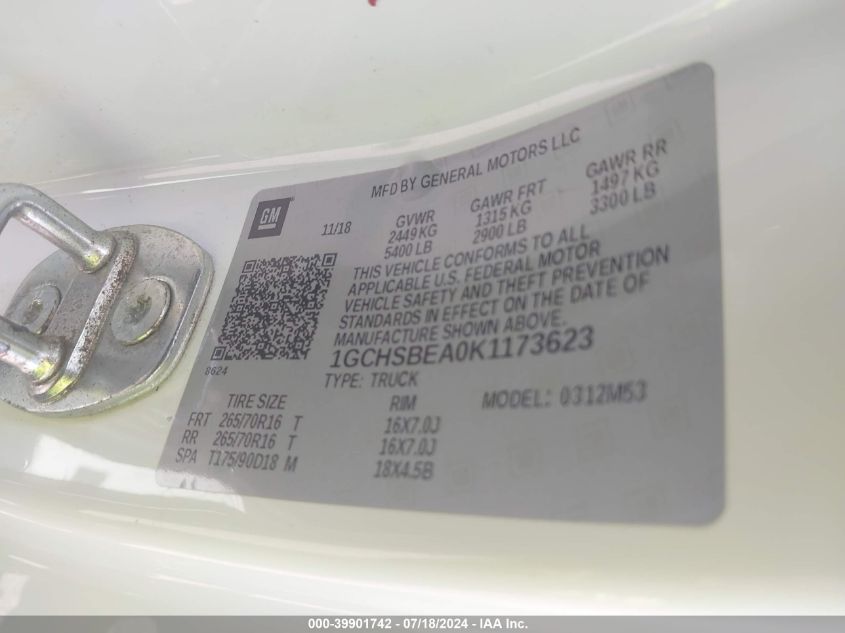 MFD BY GENERAL MOTORS LLC
GM
11/18
GVWR GAWR FRT GAWR RR
2449 KG 1315 KG 1497 KG
5400 LB 2900 LB 3300 LB
THIS VEHICLE CONFORMS TO ALL
APPLICABLE U.S. FEDERAL MOTOR
VEHICLE SAFETY AND THEFT PREVENTION
STANDARDS IN EFFECT ON THE DATE OF
MANUFACTURE SHOWN ABOVE.
8624
1GCHSBEA0K1173623
TYPE: TRUCK
MODEL: 0312M53
TIRE SIZE RIM
FRT 265/70R16 T 16X7.0J
RR 265/70R16 T 16X7.0J
SPA T175/90D18 M 18X4.5B
000-39901742 - 07/18/2024 - IAA Inc.